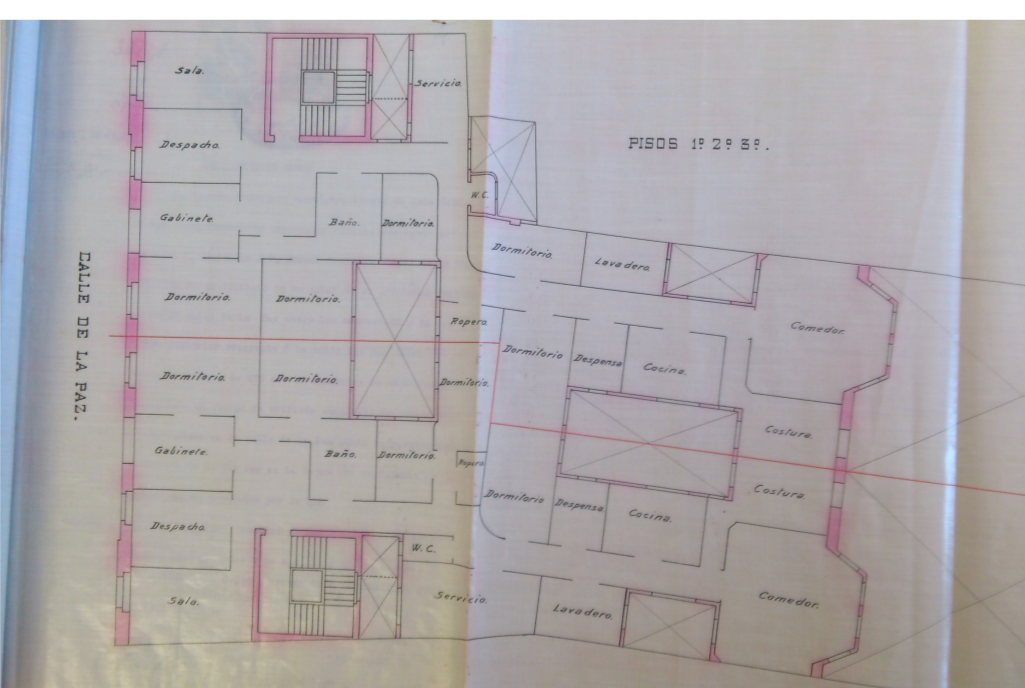 Sala.
Servicio.
PISOS 1º 2º 3º.
Despacho.
W.C.
Gabinete.
Baño.
Dormitorio.
Dormitorio.
Lavadero.
CALLE DE LA PAZ.
Dormitorio.
Dormitorio.
Ropero.
Comedor.
Dormitorio
Despensa
Cocina.
Dormitorio.
Dormitorio.
Dormitorio.
Costura.
Gabinete.
Baño.
Dormitorio.
Ropero
Costura.
Dormitorio
Despensa
Cocina.
Despacho.
W.C.
Sala.
Servicio.
Lavadero.
Comedor.